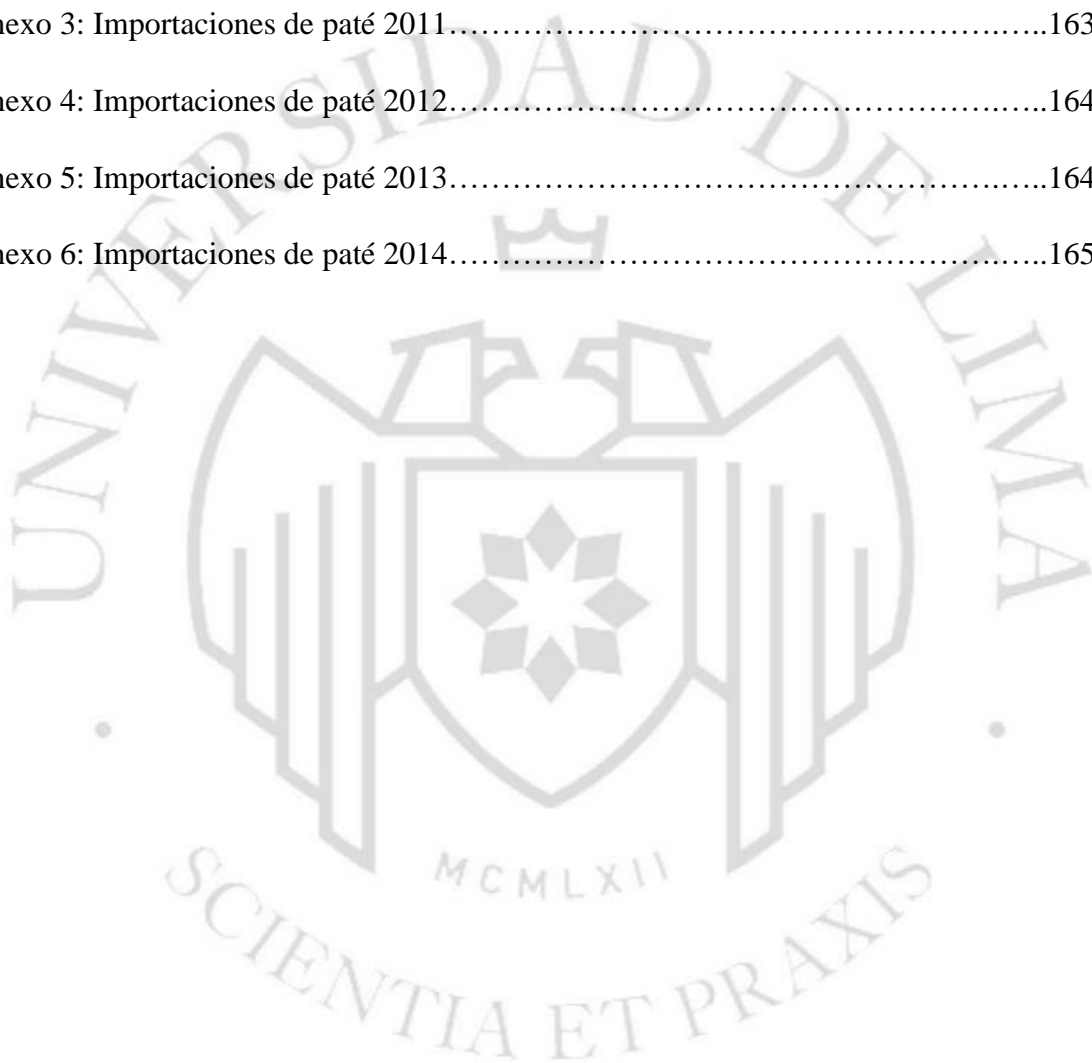 nexo 3: Importaciones de paté 2011……………………………………………….…..163
nexo 4: Importaciones de paté 2012……………………………………………….…..164
nexo 5: Importaciones de paté 2013……………………………………………….…..164
nexo 6: Importaciones de paté 2014……………………………………………….…..165
UNIVERSIDAD DE LIMA
MCMLXII
SCIENTIA ET PRAXIS